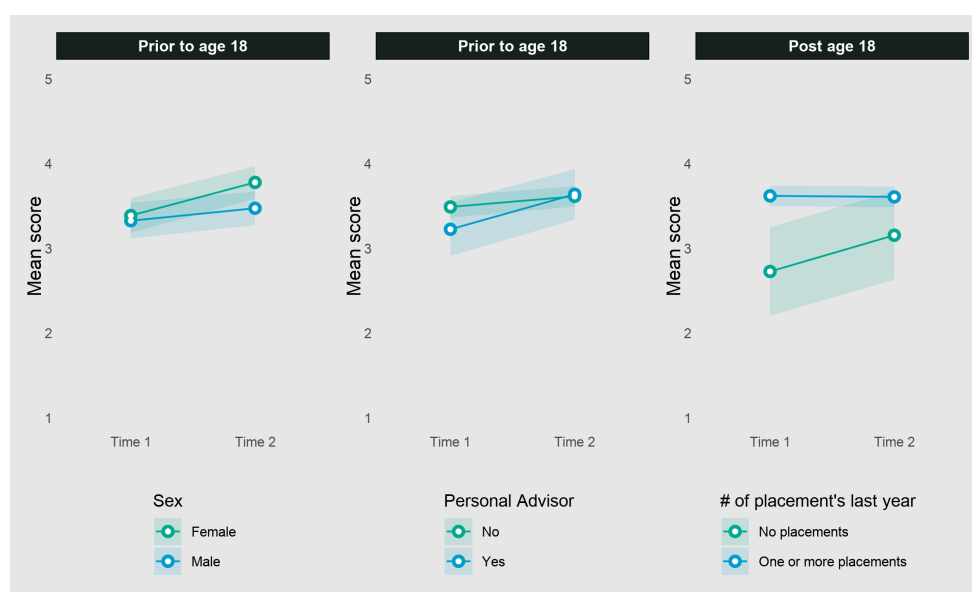 Prior to age 18
Prior to age 18
Post age 18
Mean score
5
4
3
2
1
Time 1
Time 2
Mean score
5
4
3
2
1
Time 1
Time 2
Mean score
5
4
3
2
1
Time 1
Time 2
Sex
Female
Male
Personal Advisor
No
Yes
# of placement's last year
No placements
One or more placements